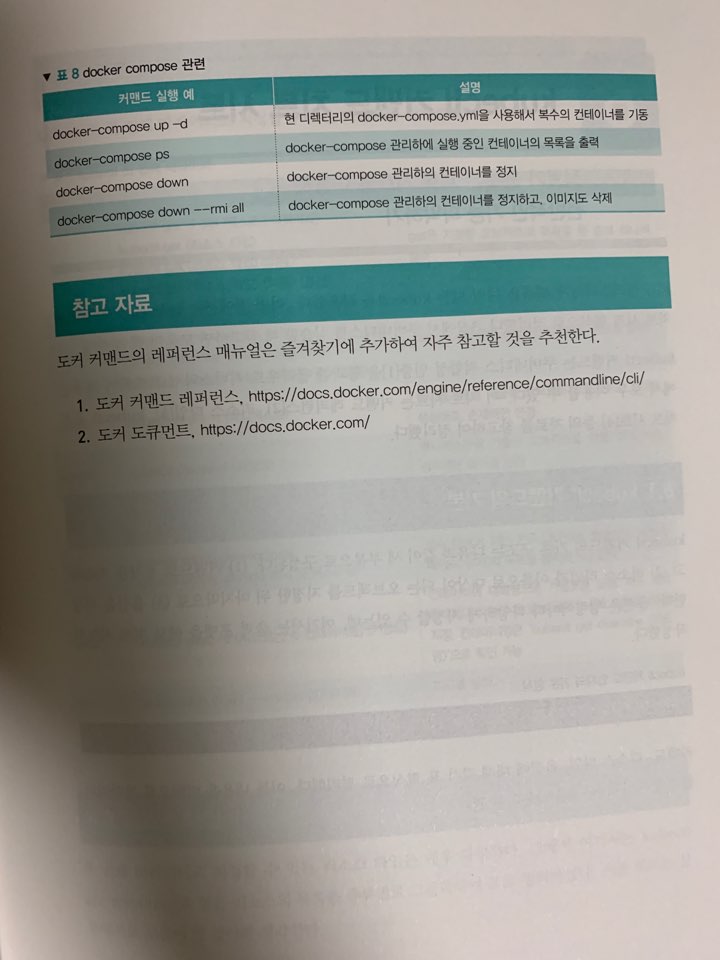 ▼ 표 8 docker compose 관련
커맨드 실행 예 설명
docker-compose up -d 현 디렉터리의 docker-compose.yml을 사용해서 복수의 컨테이너를 기동
docker-compose ps docker-compose 관리하에 실행 중인 컨테이너의 목록을 출력
docker-compose down docker-compose 관리하의 컨테이너를 정지
docker-compose down --rmi all docker-compose 관리하의 컨테이너를 정지하고, 이미지도 삭제
참고 자료
도커 커맨드의 레퍼런스 매뉴얼은 즐겨찾기에 추가하여 자주 참고할 것을 추천한다.
1. 도커 커맨드 레퍼런스, https://docs.docker.com/engine/reference/commandline/cli/
2. 도커 도큐먼트, https://docs.docker.com/